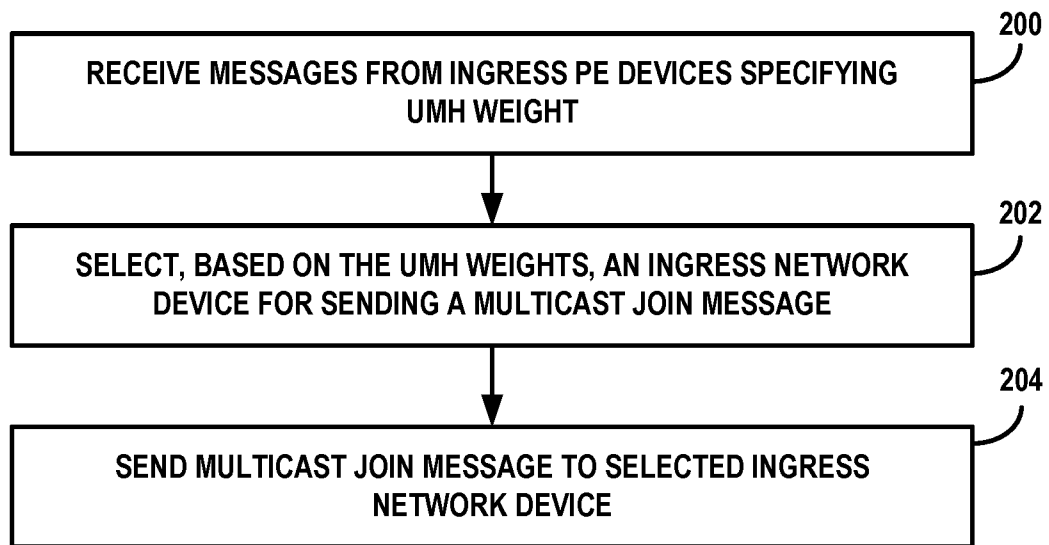 200
RECEIVE MESSAGES FROM INGRESS PE DEVICES SPECIFYING
UMH WEIGHT
202
SELECT, BASED ON THE UMH WEIGHTS, AN INGRESS NETWORK
DEVICE FOR SENDING A MULTICAST JOIN MESSAGE
204
SEND MULTICAST JOIN MESSAGE TO SELECTED INGRESS
NETWORK DEVICE